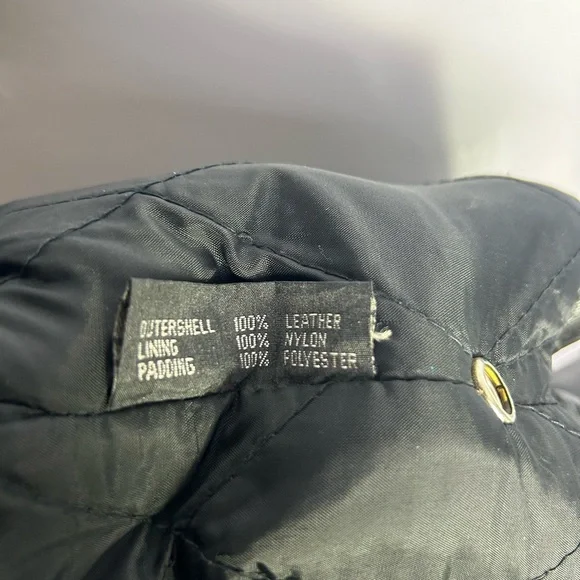 OUTERSHELL 100% LEATHER
LINING 100% NYLON
PADDING 100% POLYESTER